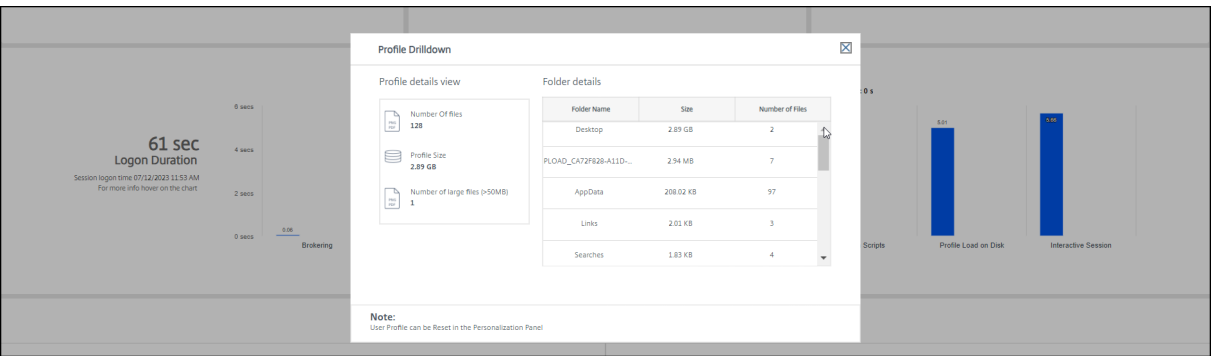 Profile Drilldown
Profile details view
Number Of files
128
Profile Size
2.89 GB
Number of large files (>50MB)
1
Folder details
Folder Name Size Number of Files
Desktop 2.89 GB 2
PLOAD_CA72F828-A11D-... 2.94 MB 7
AppData 208.02 KB 97
Links 2.01 KB 3
Searches 1.83 KB 4
Note:
User Profile can be Reset in the Personalization Panel
61 sec
Logon Duration
Session logon time 07/12/2023 11:53 AM
For more info hover on the chart
4 secs
2 secs
0 secs
0.06
Brokering
: 0 s
5.01
Scripts
Profile Load on Disk
Interactive Session